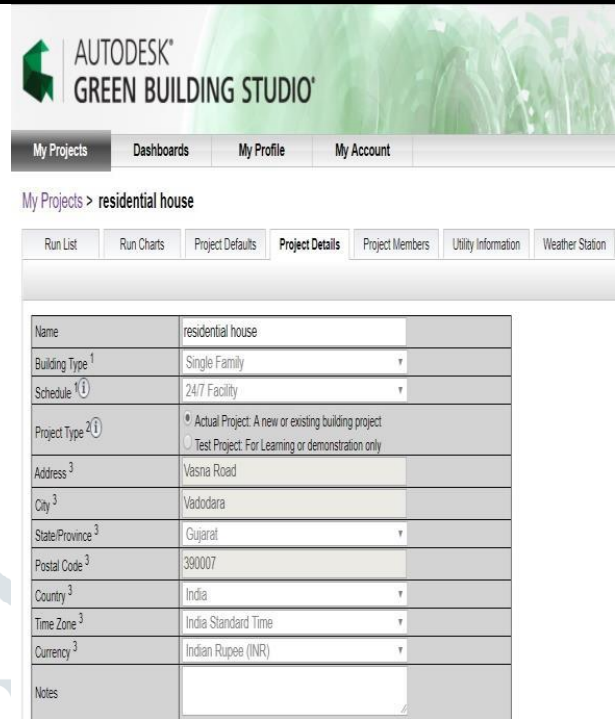 AUTODESK®
GREEN BUILDING STUDIO®
My Projects Dashboards My Profile My Account
My Projects > residential house
Run List Run Charts Project Defaults Project Details Project Members Utility Information Weather Station
Name residential house
Building Type 1 Single Family
Schedule 1 i 24/7 Facility
Project Type 2 i Actual Project: A new or existing building project
Test Project: For Learning or demonstration only
Address 3 Vasna Road
City 3 Vadodara
State/Province 3 Gujarat
Postal Code 3 390007
Country 3 India
Time Zone 3 India Standard Time
Currency 3 Indian Rupee (INR)
Notes